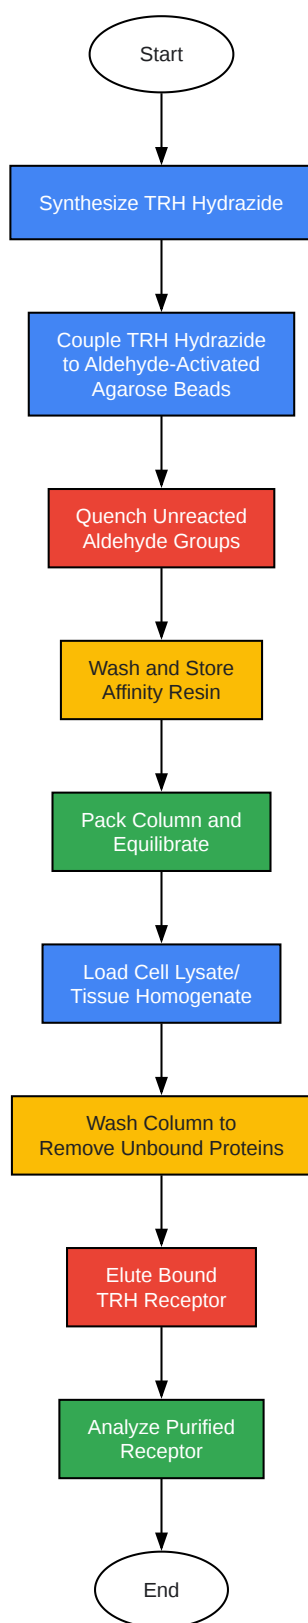 Start
Synthesize TRH Hydrazide
Couple TRH Hydrazide
to Aldehyde-Activated
Agarose Beads
Quench Unreacted
Aldehyde Groups
Wash and Store
Affinity Resin
Pack Column and
Equilibrate
Load Cell Lysate/
Tissue Homogenate
Wash Column to
Remove Unbound Proteins
Elute Bound
TRH Receptor
Analyze Purified
Receptor
End